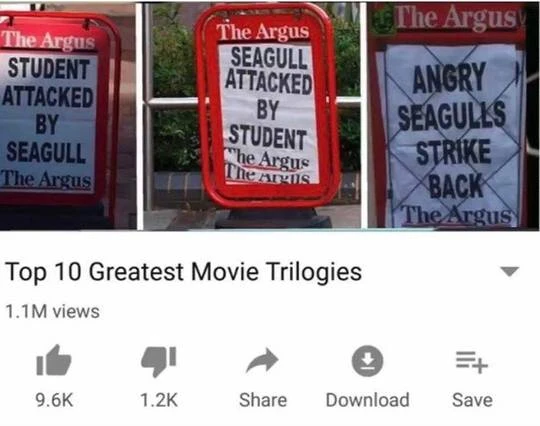 The Argus
STUDENT
ATTACKED
BY
SEAGULL
The Argus
The Argus
SEAGULL
ATTACKED
BY
STUDENT
The Argus
The Argus
The Argus
ANGRY
SEAGULLS
STRIKE
BACK
The Argus
Top 10 Greatest Movie Trilogies
1.1M views
9.6K
1.2K
Share
Download
Save